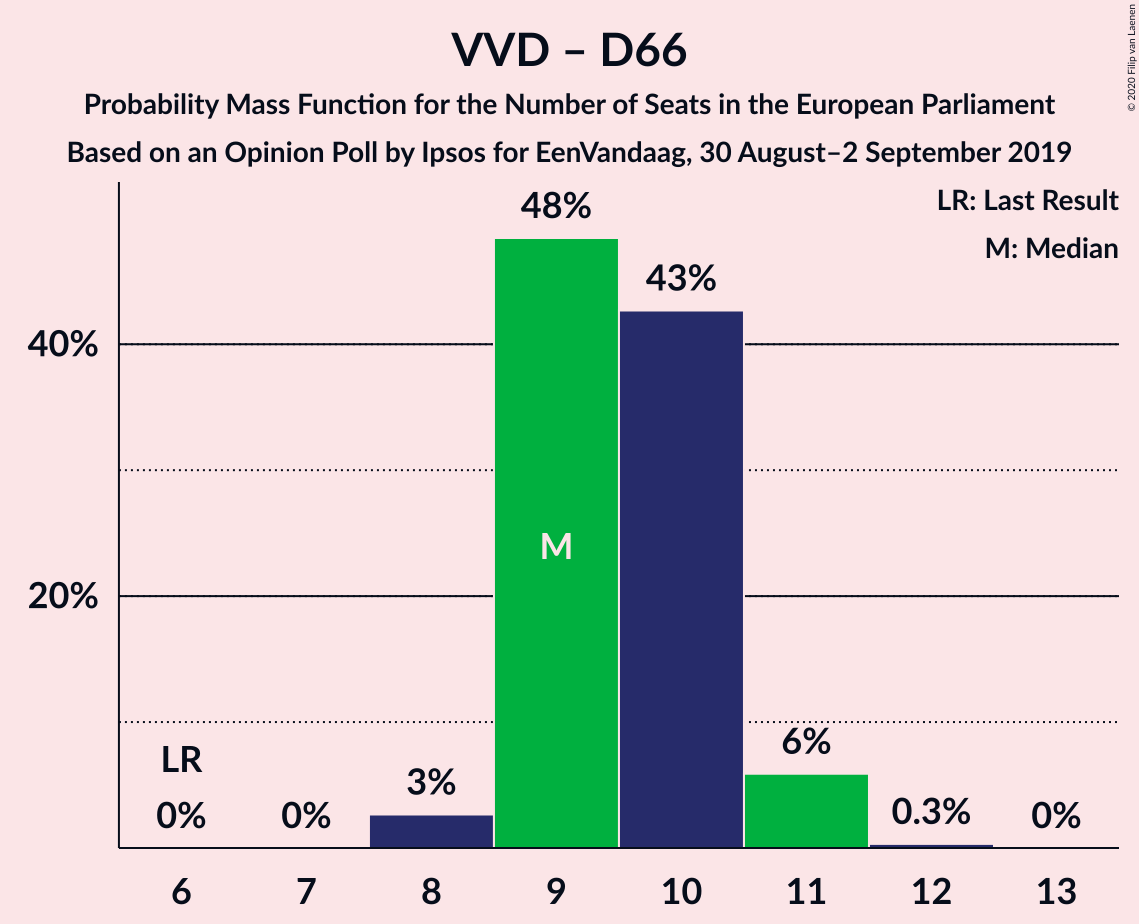 VVD – D66
Probability Mass Function for the Number of Seats in the European Parliament
Based on an Opinion Poll by Ipsos for EenVandaag, 30 August–2 September 2019
© 2020 Filip van Laenen
LR: Last Result
M: Median
48%
43%
40%
M
20%
LR
0%
0%
3%
6%
0.3%
0%
6
7
8
9
10
11
12
13